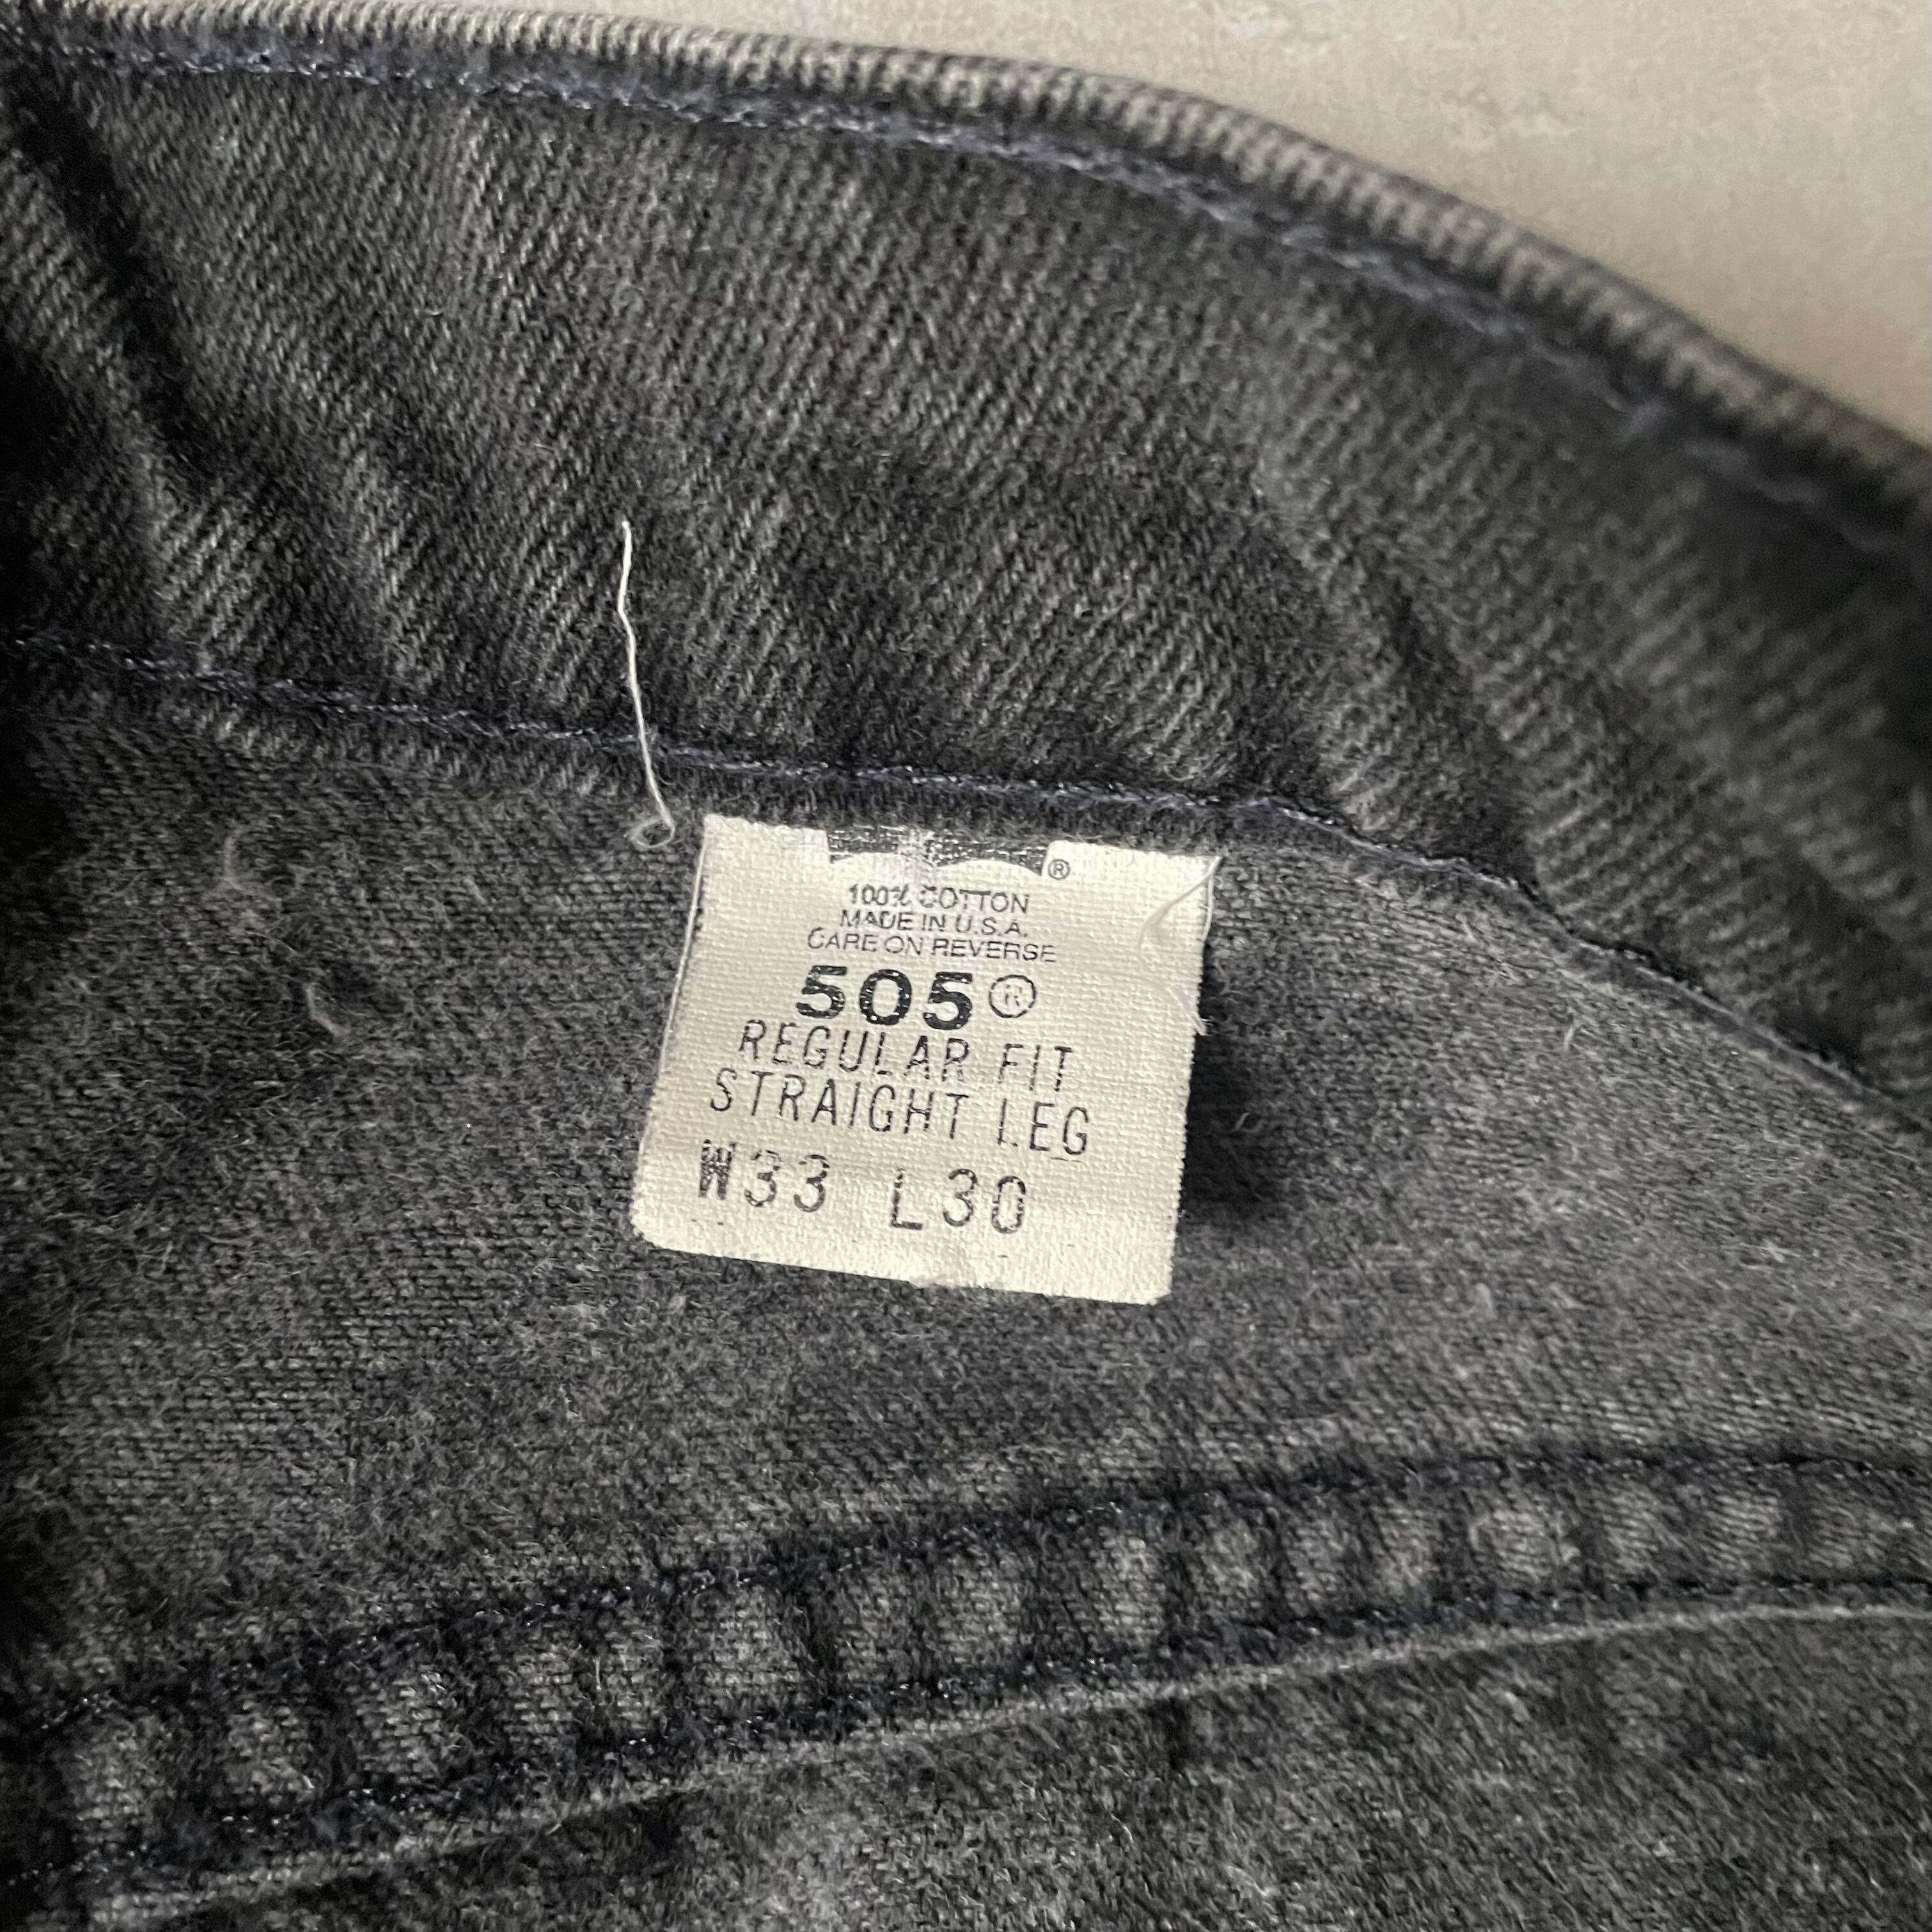 ®
100% COTTON
MADE IN U.S.A.
CARE ON REVERSE
505®
REGULAR FIT
STRAIGHT LEG
W33 L30